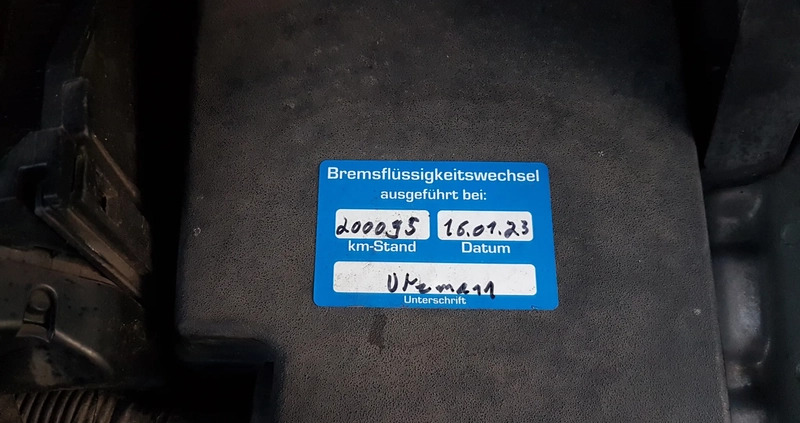 Bremsflüssigkeitswechsel
ausgeführt bei:
200095 16.01.23
km-Stand Datum
Unterschrift